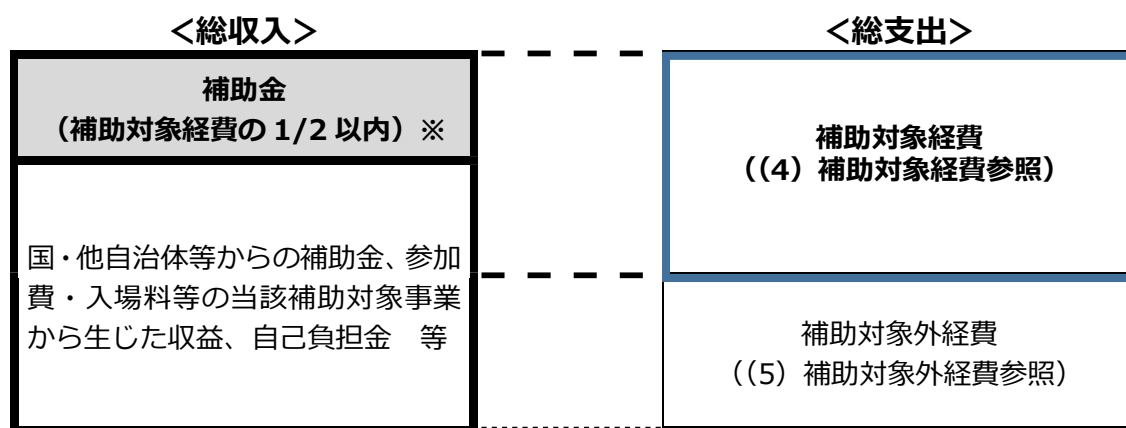 ＜総収入＞
補助金
（補助対象経費の 1/2 以内）※
国・他自治体等からの補助金、参加
費・入場料等の当該補助対象事業
から生じた収益、自己負担金　等
＜総支出＞
補助対象経費
（（4）補助対象経費参照）
補助対象外経費
（（5）補助対象外経費参照）